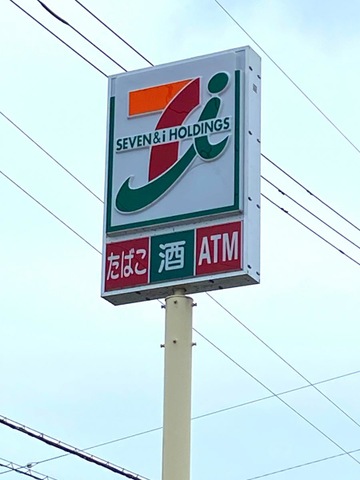 SEVEN&i HOLDINGS
たばこ 酒 ATM